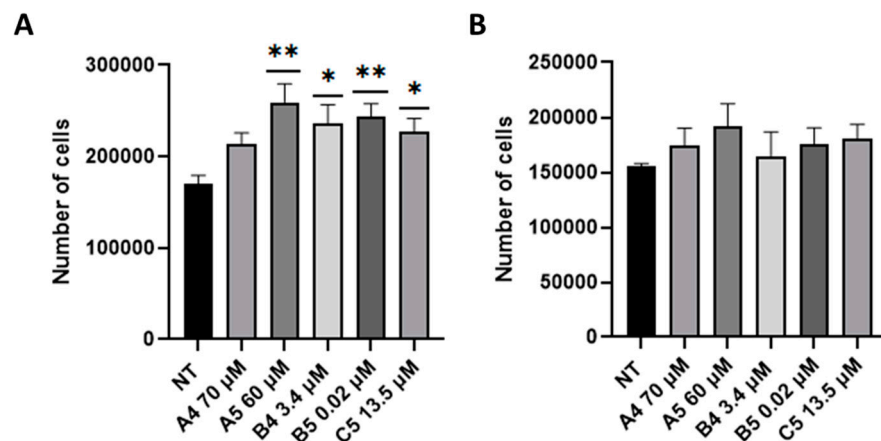 A
Number of cells
300000
200000
100000
0
**
*
**
*
NT
A4 70 µM
A5 60 µM
B4 3.4 µM
B5 0.02 µM
C5 13.5 µM
B
Number of cells
250000
200000
150000
100000
50000
0
NT
A4 70 µM
A5 60 µM
B4 3.4 µM
B5 0.02 µM
C5 13.5 µM